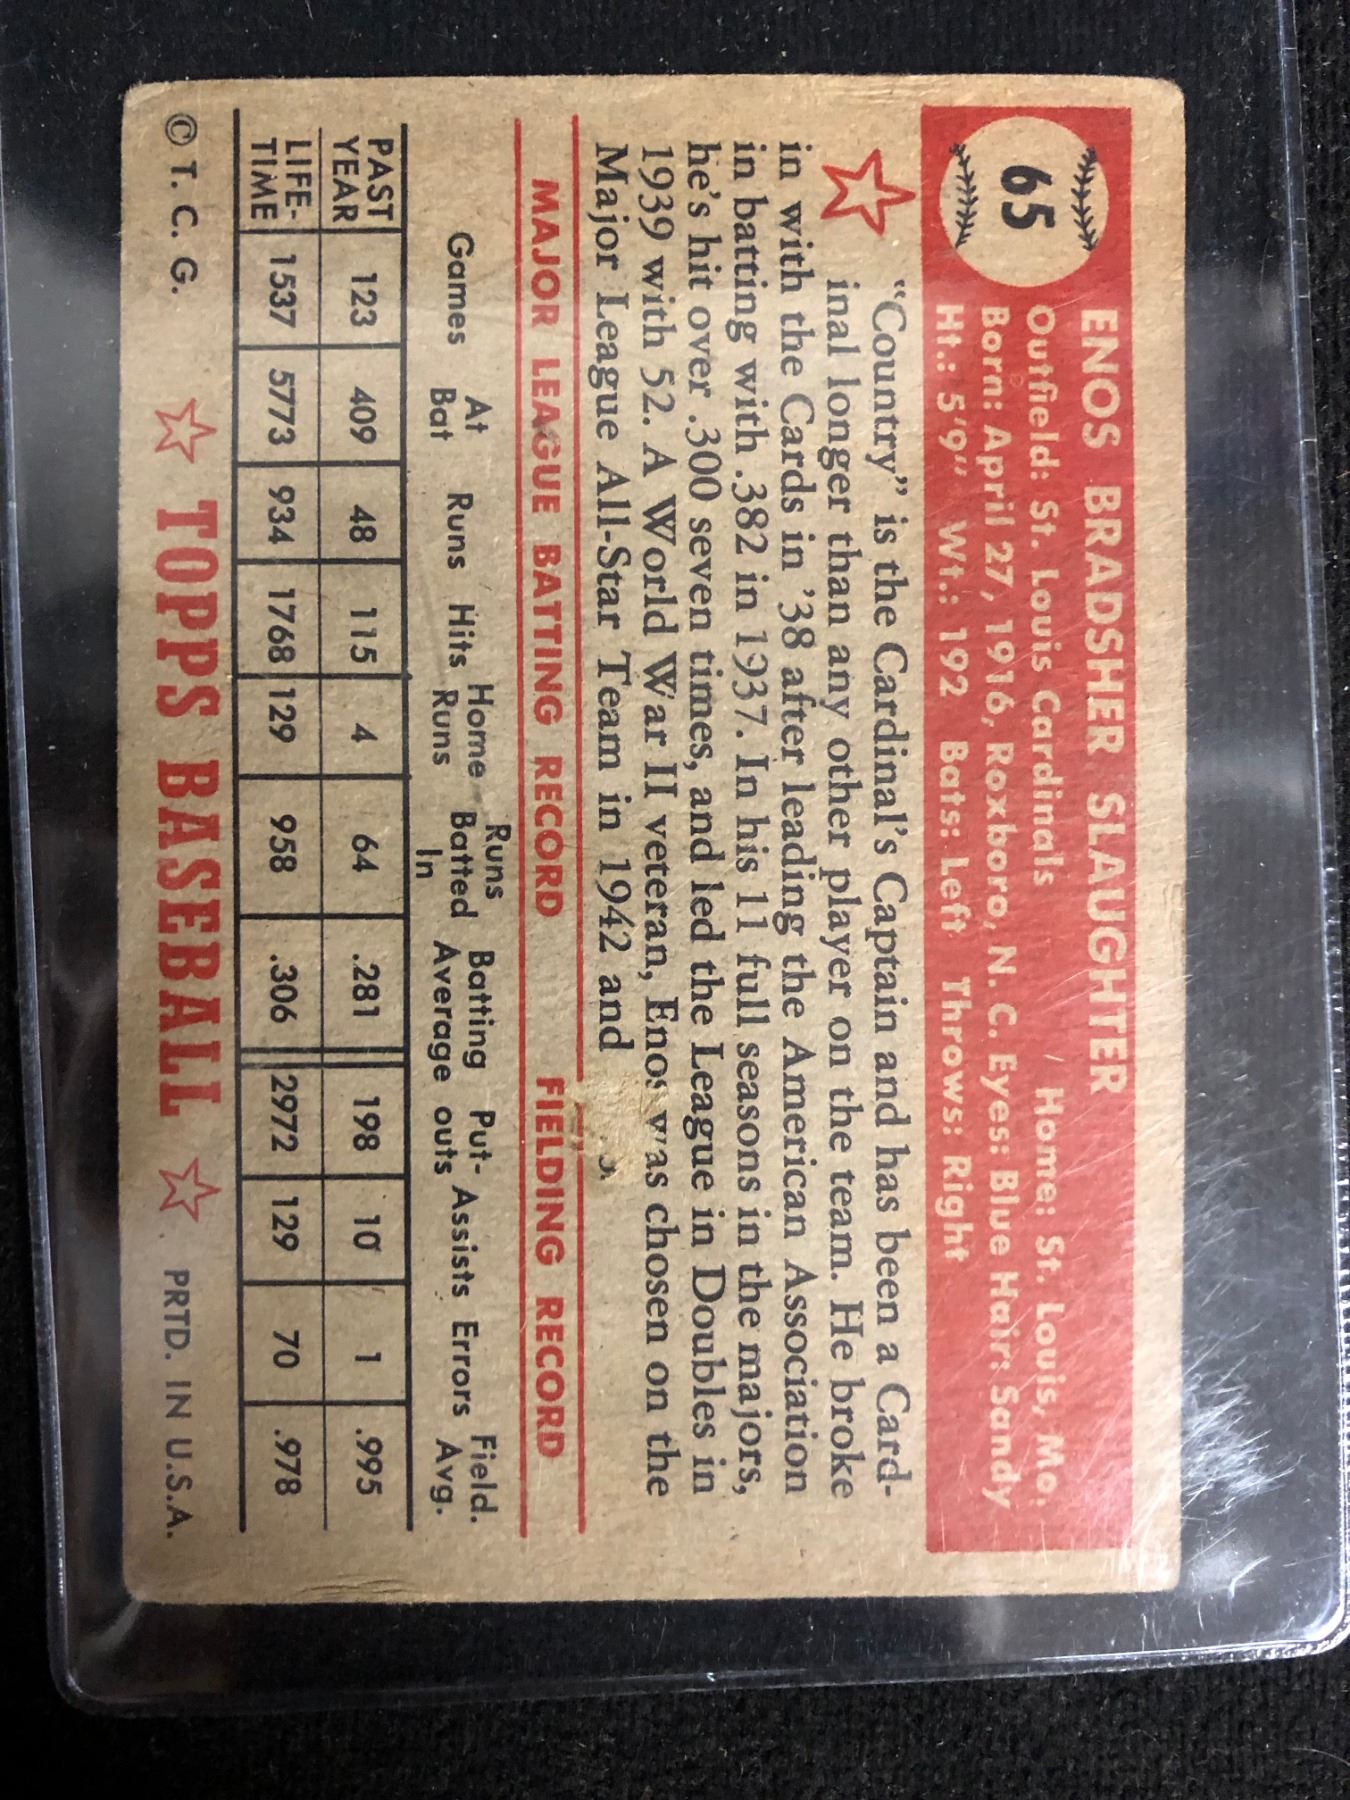 65
ENOS BRADSHER SLAUGHTER
Outfield: St. Louis Cardinals Home: St. Louis, Mo.
Born: April 27, 1916, Roxboro, N. C. Eyes: Blue Hair: Sandy
Ht.: 5'9" Wt.: 192 Bats: Left Throws: Right
"Country" is the Cardinal's Captain and has been a Card-
inal longer than any other player on the team. He broke
in with the Cards in '38 after leading the American Association
in batting with .382 in 1937. In his 11 full seasons in the majors,
he's hit over .300 seven times, and led the League in Doubles in
1939 with 52. A World War II veteran, Enos was chosen on the
Major League All-Star Team in 1942 and
MAJOR LEAGUE BATTING RECORD FIELDING RECORD
Games At Bat Runs Hits Home Runs Runs Batted In Batting Average Put-outs Assists Errors Field. Avg.
PAST YEAR 123 409 48 115 4 64 .281 198 10 1 .995
LIFE-TIME 1537 5773 934 1768 129 958 .306 2972 129 70 .978
© T. C. G. TOPPS BASEBALL PRTD. IN U.S.A.